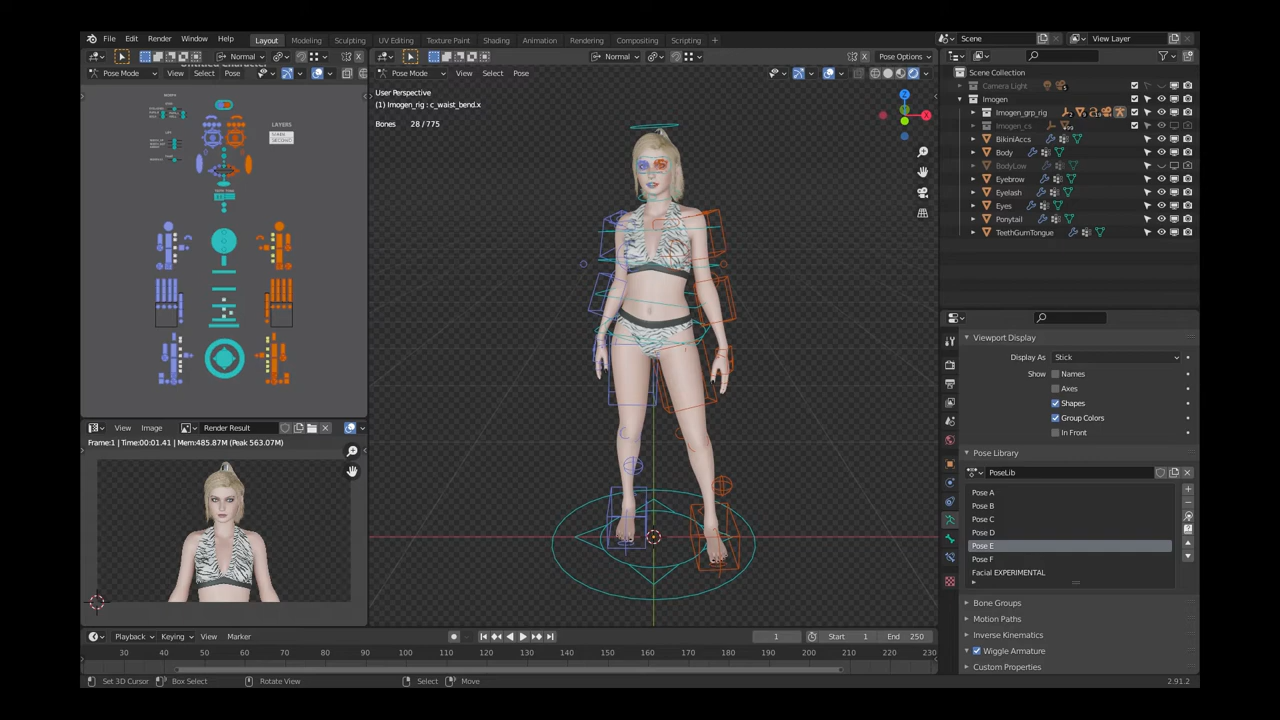 File Edit Render Window Help Layout Modeling Sculpting UV Editing Texture Paint Shading Animation Rendering Compositing Scripting + Scene View Layer
Normal Normal Pose Options
Pose Mode View Select Pose Pose Mode View Select Pose
User Perspective
(1) Imogen_rig : c_waist_bend.x
Bones 28 / 775
LAYERS
Scene Collection
Camera Light
Imogen
Imogen_grp_rig
Imogen_cs
BikiniAccs
Body
BodyLow
Eyebrow
Eyelash
Eyes
Ponytail
TeethGumTongue
Viewport Display
Display As Stick
Show Names
Axes
Shapes
Group Colors
In Front
Pose Library
PoseLib
Pose A
Pose B
Pose C
Pose D
Pose E
Pose F
Facial EXPERIMENTAL
Bone Groups
Motion Paths
Inverse Kinematics
Wiggle Armature
Custom Properties
View Image Render Result
Frame:1 | Time:00:01.41 | Mem:485.87M (Peak 563.07M)
Playback Keying View Marker 1 Start 1 End 250
30 40 50 60 70 80 90 100 110 120 130 140 150 160 170 180 190 200 210 220 230
Set 3D Cursor Box Select Rotate View Select Move 2.91.2